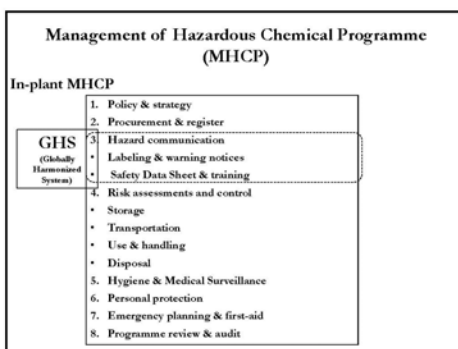 Management of Hazardous Chemical Programme
(MHCP)
In-plant MHCP
1. Policy & strategy
2. Procurement & register
GHS
(Globally
Harmonized
System)
3. Hazard communication
• Labeling & warning notices
• Safety Data Sheet & training
4. Risk assessments and control
• Storage
• Transportation
• Use & handling
• Disposal
5. Hygiene & Medical Surveillance
6. Personal protection
7. Emergency planning & first-aid
8. Programme review & audit